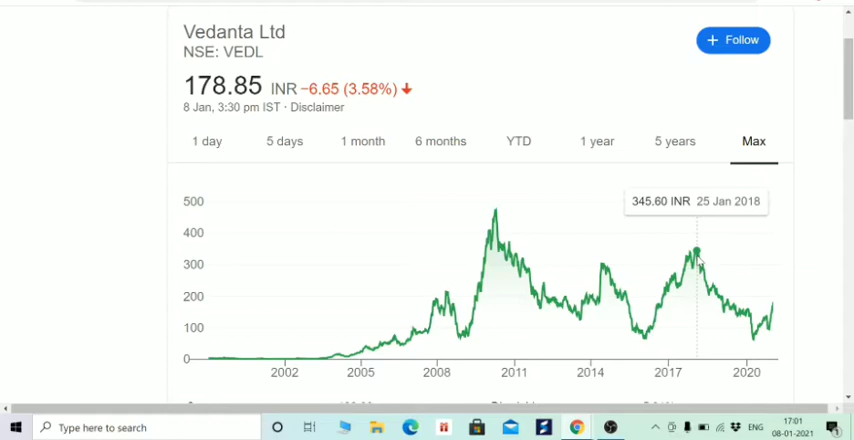 Vedanta Ltd
NSE: VEDL
+ Follow
178.85 INR −6.65 (3.58%)
8 Jan, 3:30 pm IST · Disclaimer
1 day 5 days 1 month 6 months YTD 1 year 5 years Max
345.60 INR 25 Jan 2018
500
400
300
200
100
0
2002 2005 2008 2011 2014 2017 2020
Type here to search
ENG
17:01
08-01-2021